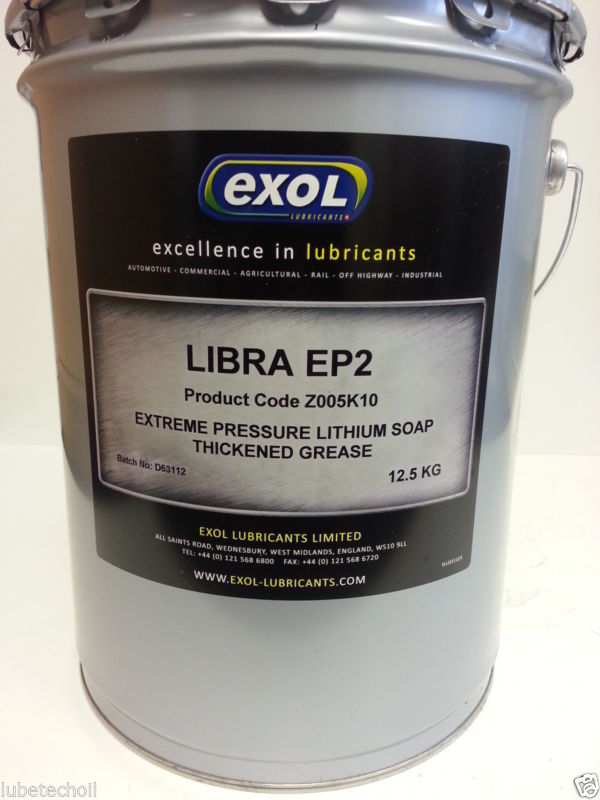 exol
LUBRICANTS
excellence in lubricants
AUTOMOTIVE - COMMERCIAL - AGRICULTURAL - RAIL - OFF HIGHWAY - INDUSTRIAL
LIBRA EP2
Product Code Z005K10
EXTREME PRESSURE LITHIUM SOAP
THICKENED GREASE
Batch No: D63112
12.5 KG
EXOL LUBRICANTS LIMITED
ALL SAINTS ROAD, WEDNESBURY, WEST MIDLANDS, ENGLAND, WS10 9LL
TEL: +44 (0) 121 568 6800 FAX: +44 (0) 121 568 6720
WWW.EXOL-LUBRICANTS.COM
lubetechoil